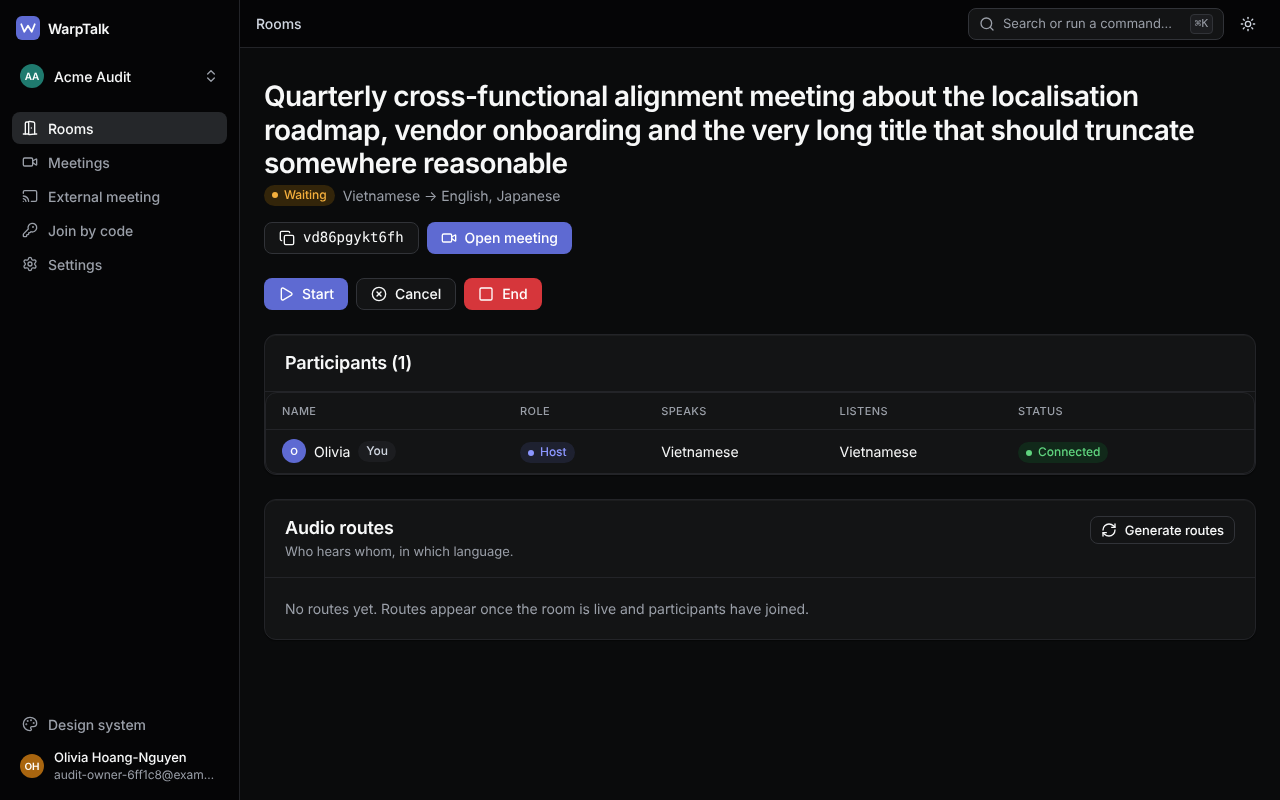 WarpTalk
Rooms
Search or run a command...
⌘K
AA
Acme Audit
Rooms
Meetings
External meeting
Join by code
Settings
Quarterly cross-functional alignment meeting about the localisation
roadmap, vendor onboarding and the very long title that should truncate
somewhere reasonable
Waiting
Vietnamese → English, Japanese
vd86pgykt6fh
Open meeting
Start
Cancel
End
Participants (1)
NAME ROLE SPEAKS LISTENS STATUS
O Olivia You Host Vietnamese Vietnamese Connected
Audio routes
Who hears whom, in which language.
Generate routes
No routes yet. Routes appear once the room is live and participants have joined.
Design system
OH
Olivia Hoang-Nguyen
audit-owner-6ff1c8@exam...